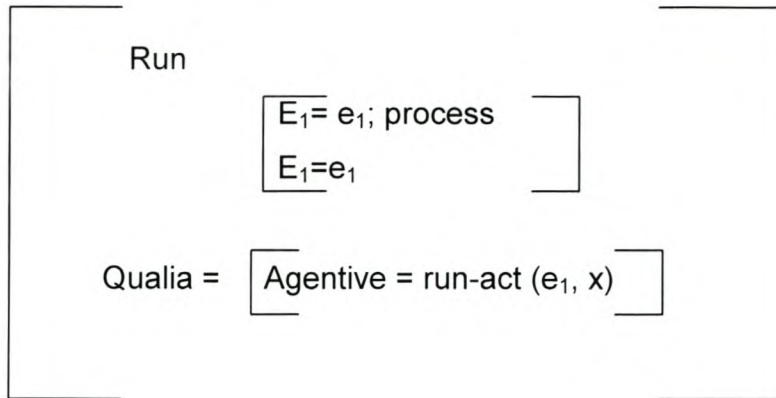 Run
E₁= e₁; process
E₁=e₁
Qualia = Agentive = run-act (e₁, x)